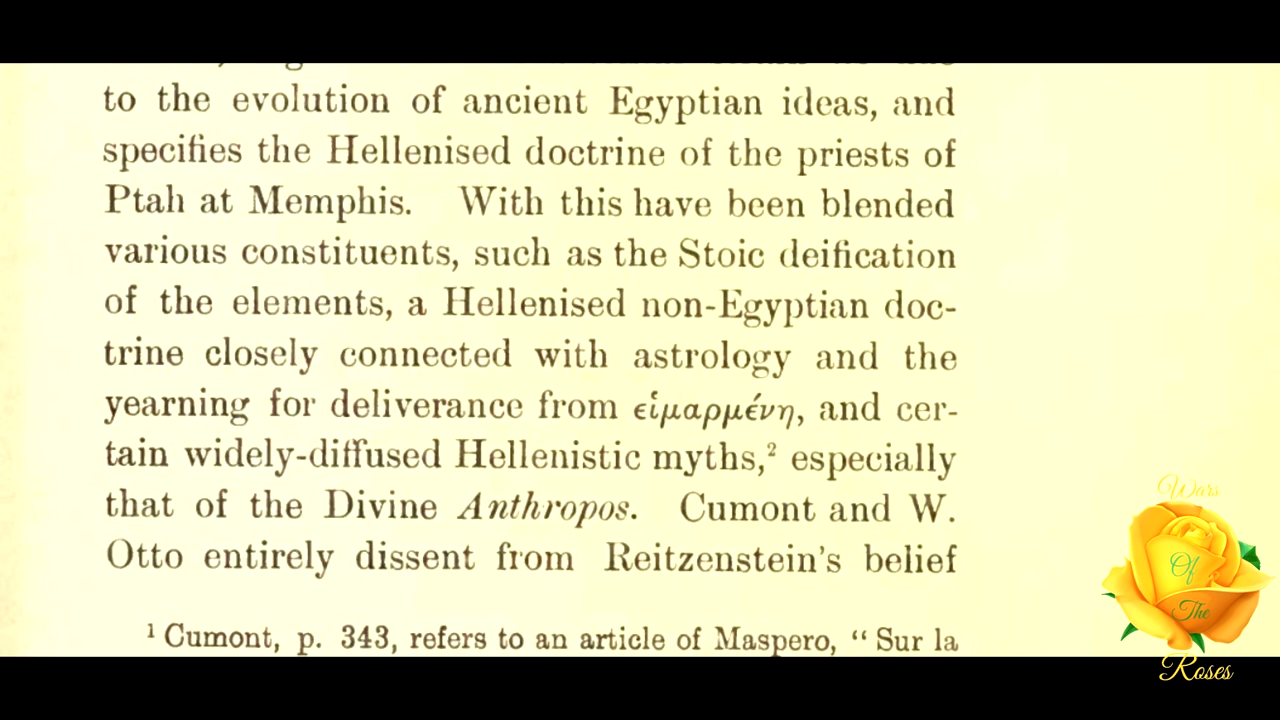 to the evolution of ancient Egyptian ideas, and
specifies the Hellenised doctrine of the priests of
Ptah at Memphis. With this have been blended
various constituents, such as the Stoic deification
of the elements, a Hellenised non-Egyptian doc-
trine closely connected with astrology and the
yearning for deliverance from εἱμαρμένη, and cer-
tain widely-diffused Hellenistic myths,² especially
that of the Divine Anthropos. Cumont and W.
Otto entirely dissent from Reitzenstein's belief
¹ Cumont, p. 343, refers to an article of Maspero, “ Sur la
Wars
Of
The
Roses